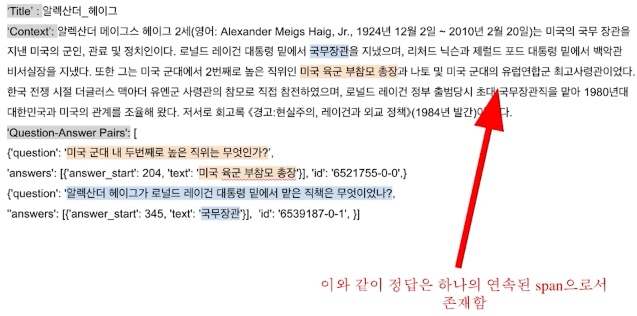 'Title' : 알렉산더_헤이그
'Context': 알렉산더 메이그스 헤이그 2세(영어: Alexander Meigs Haig, Jr., 1924년 12월 2일 ~ 2010년 2월 20일)는 미국의 국무 장관을
지낸 미국의 군인, 관료 및 정치인이다. 로널드 레이건 대통령 밑에서 국무장관을 지냈으며, 리처드 닉슨과 제럴드 포드 대통령 밑에서 백악관
비서실장을 지냈다. 또한 그는 미국 군대에서 2번째로 높은 직위인 미국 육군 부참모 총장과 나토 및 미국 군대의 유럽연합군 최고사령관이었다.
한국 전쟁 시절 더글러스 맥아더 유엔군 사령관의 참모로 직접 참전하였으며, 로널드 레이건 정부 출범당시 초대 국무장관직을 맡아 1980년대
대한민국과 미국의 관계를 조율해 왔다. 저서로 회고록 《경고:현실주의, 레이건과 외교 정책》(1984년 발간)이 다.
'Question-Answer Pairs': [
{'question': '미국 군대 내 두번째로 높은 직위는 무엇인가?',
'answers': [{'answer_start': 204, 'text': '미국 육군 부참모 총장'}], 'id': '6521755-0-0',}
{'question': '알렉산더 헤이그가 로널드 레이건 대통령 밑에서 맡은 직책은 무엇이었나?,
''answers': [{'answer_start': 345, 'text': '국무장관'}],  'id': '6539187-0-1', }]
이와 같이 정답은 하나의 연속된 span으로서
존재함